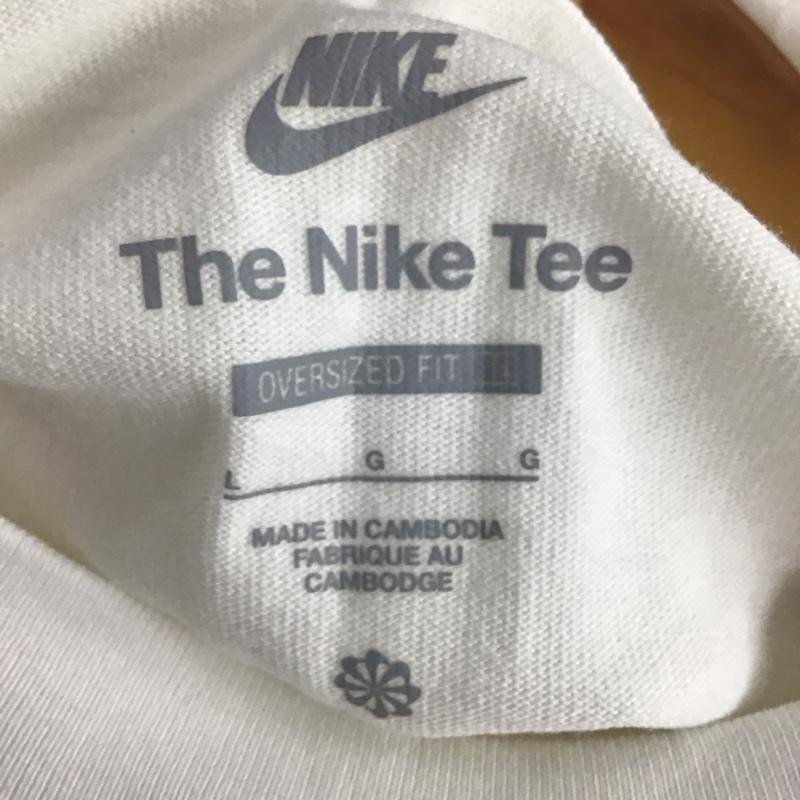 NIKE
The Nike Tee
OVERSIZED FIT
L G G
MADE IN CAMBODIA
FABRIQUE AU
CAMBODGE